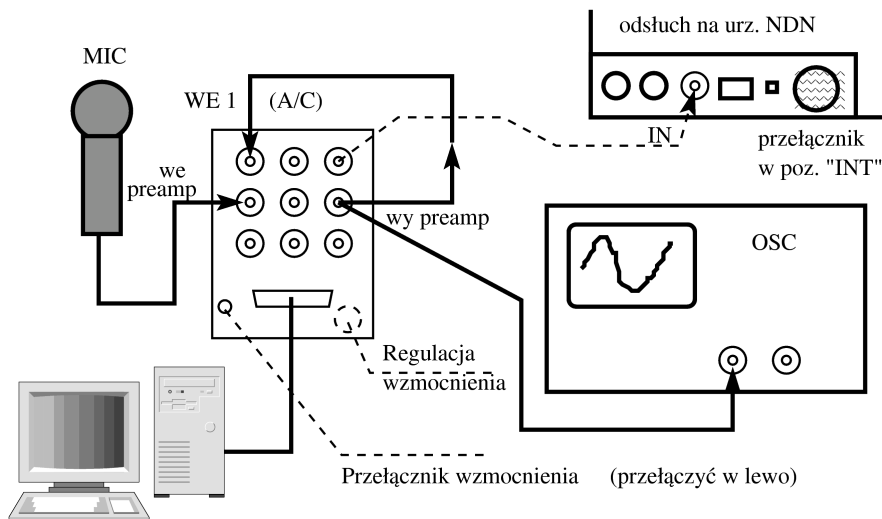 odsłuch na urz. NDN
MIC
WE 1 (A/C)
IN
przełącznik
w poz. "INT"
we
preamp
wy preamp
OSC
Regulacja
wzmocnienia
Przełącznik wzmocnienia (przełączyć w lewo)